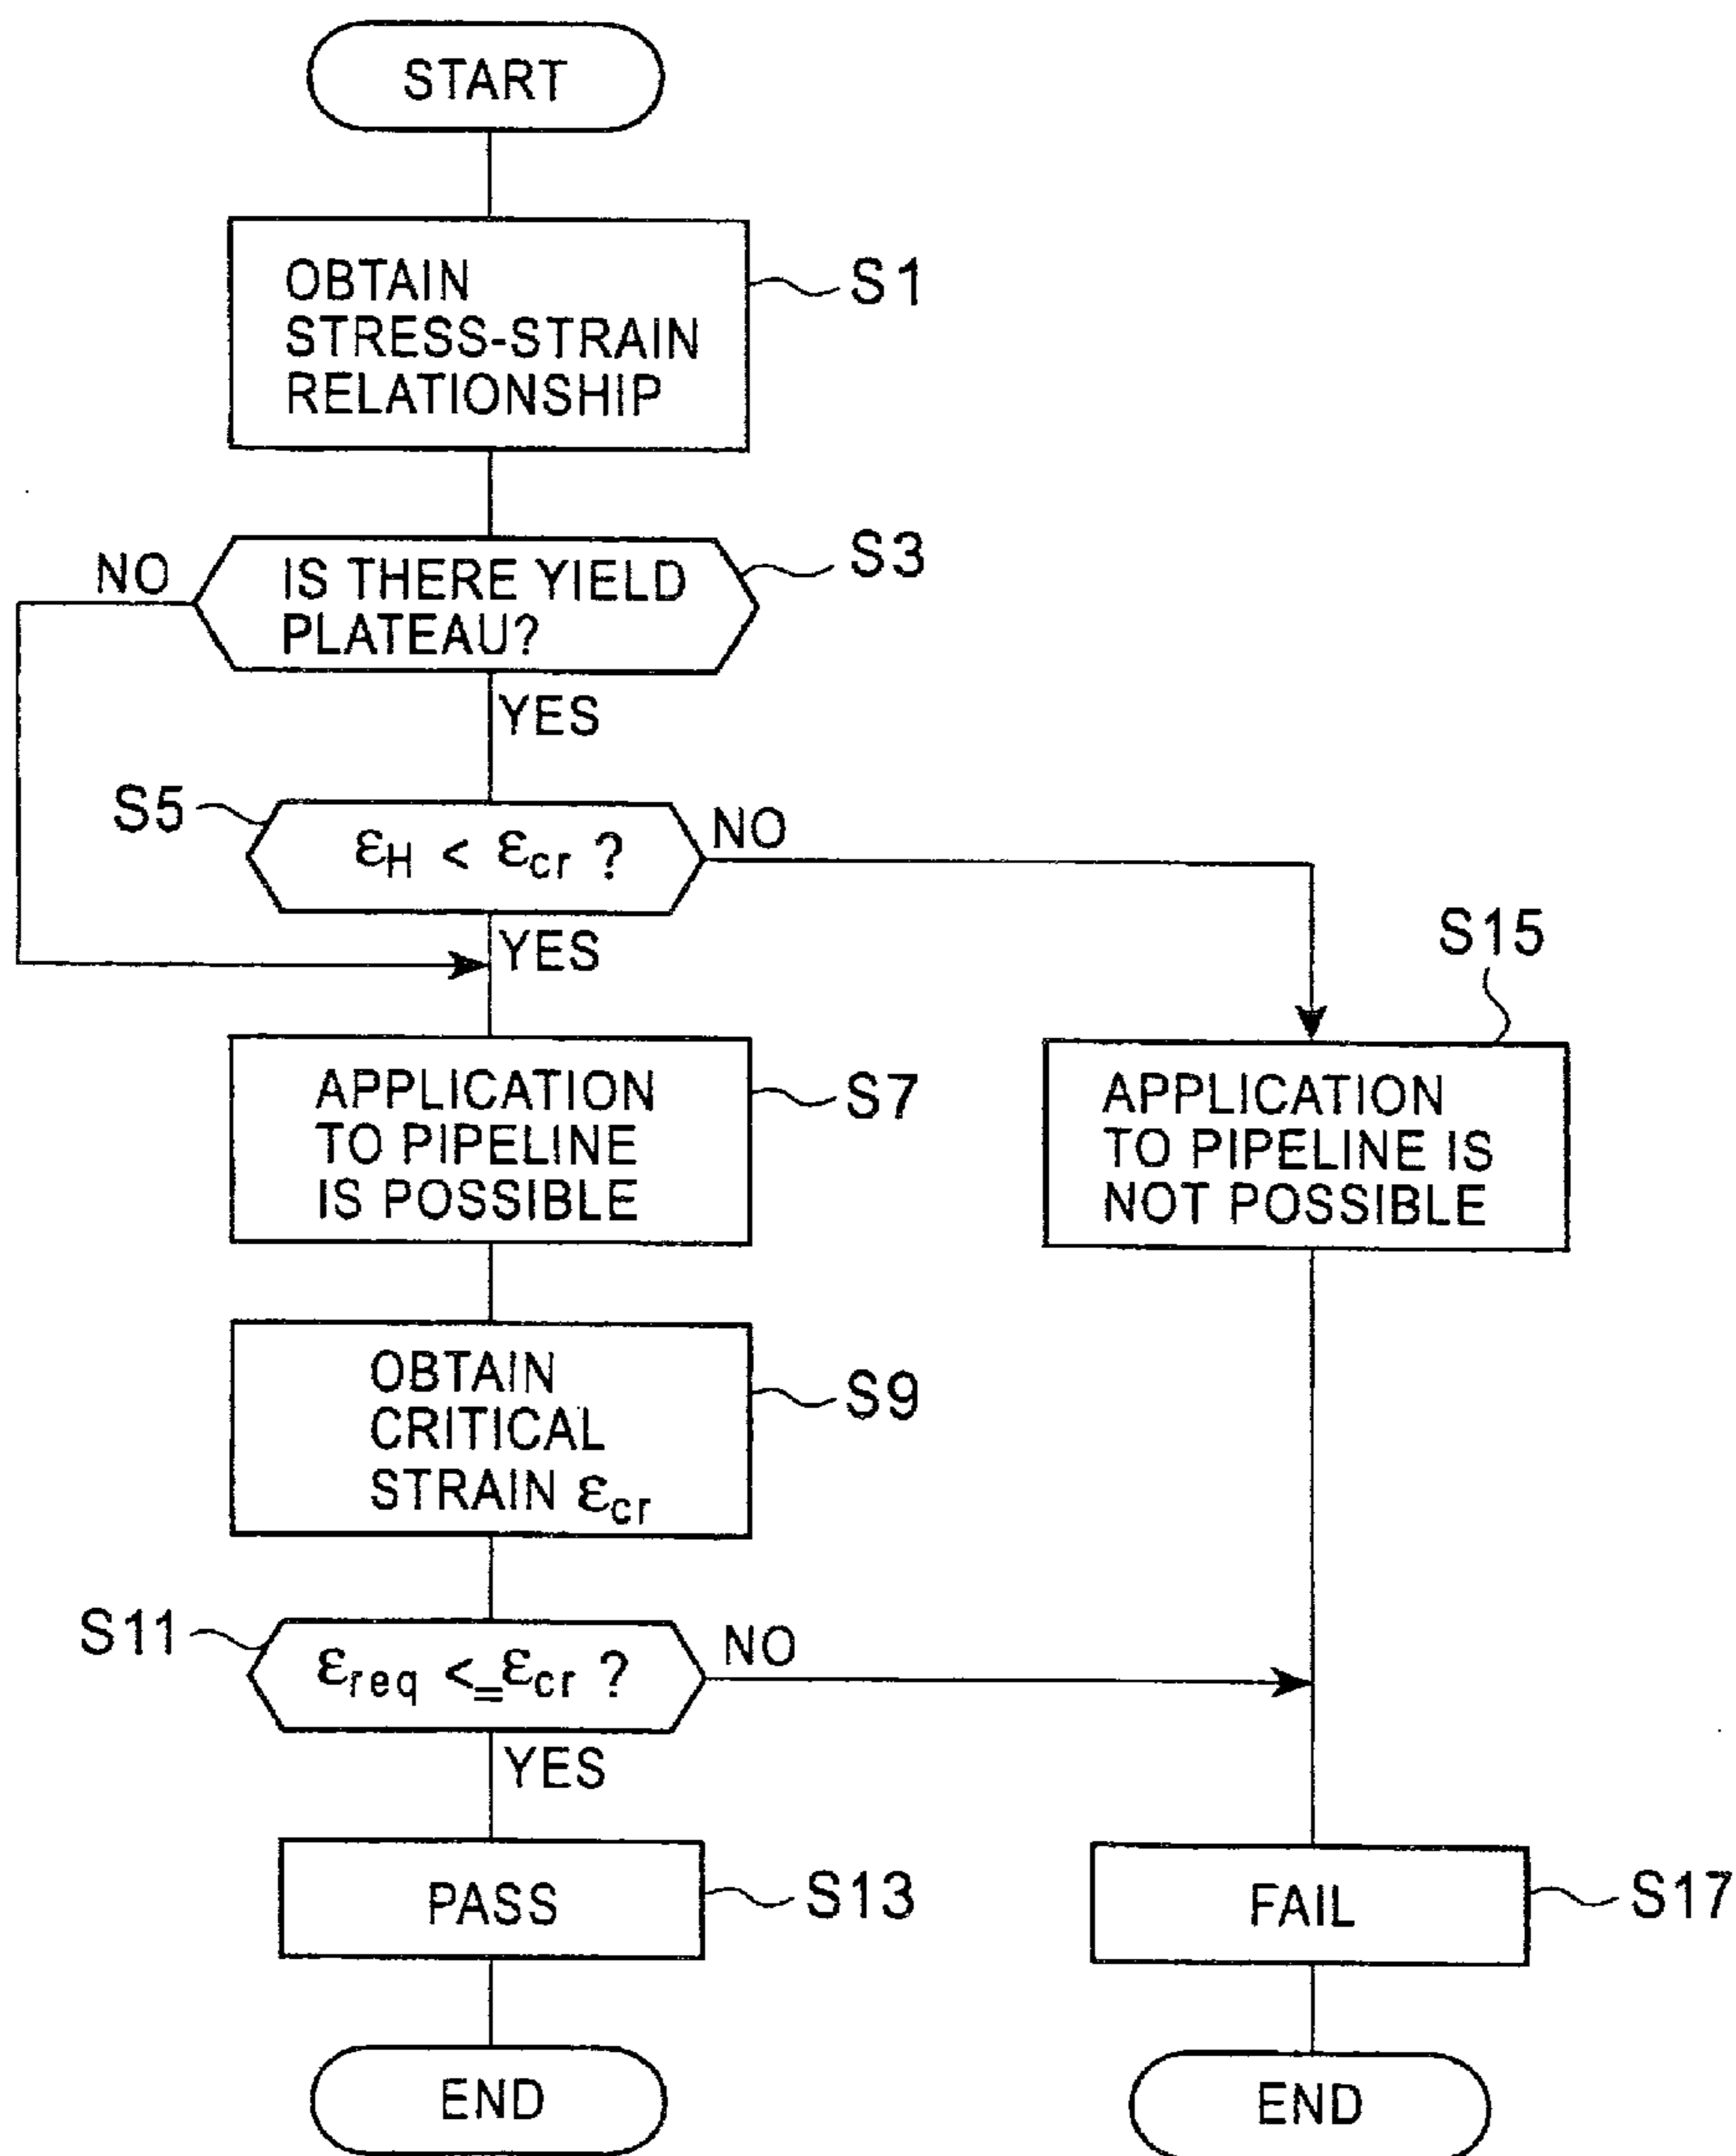 START
OBTAIN
STRESS-STRAIN
RELATIONSHIP
S1
NO
IS THERE YIELD
PLATEAU?
S3
YES
S5
εH < εcr ?
NO
YES
S15
APPLICATION
TO PIPELINE
IS POSSIBLE
S7
APPLICATION
TO PIPELINE IS
NOT POSSIBLE
OBTAIN
CRITICAL
STRAIN εcr
S9
S11
εreq <=εcr ?
NO
YES
PASS
S13
FAIL
S17
END
END